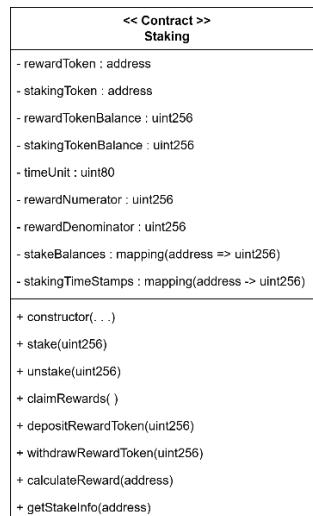 << Contract >>
Staking
- rewardToken : address
- stakingToken : address
- rewardTokenBalance : uint256
- stakingTokenBalance : uint256
- timeUnit : uint80
- rewardNumerator : uint256
- rewardDenominator : uint256
- stakeBalances : mapping(address => uint256)
- stakingTimeStamps : mapping(address -> uint256)
+ constructor(. . .)
+ stake(uint256)
+ unstake(uint256)
+ claimRewards( )
+ depositRewardToken(uint256)
+ withdrawRewardToken(uint256)
+ calculateReward(address)
+ getStakeInfo(address)